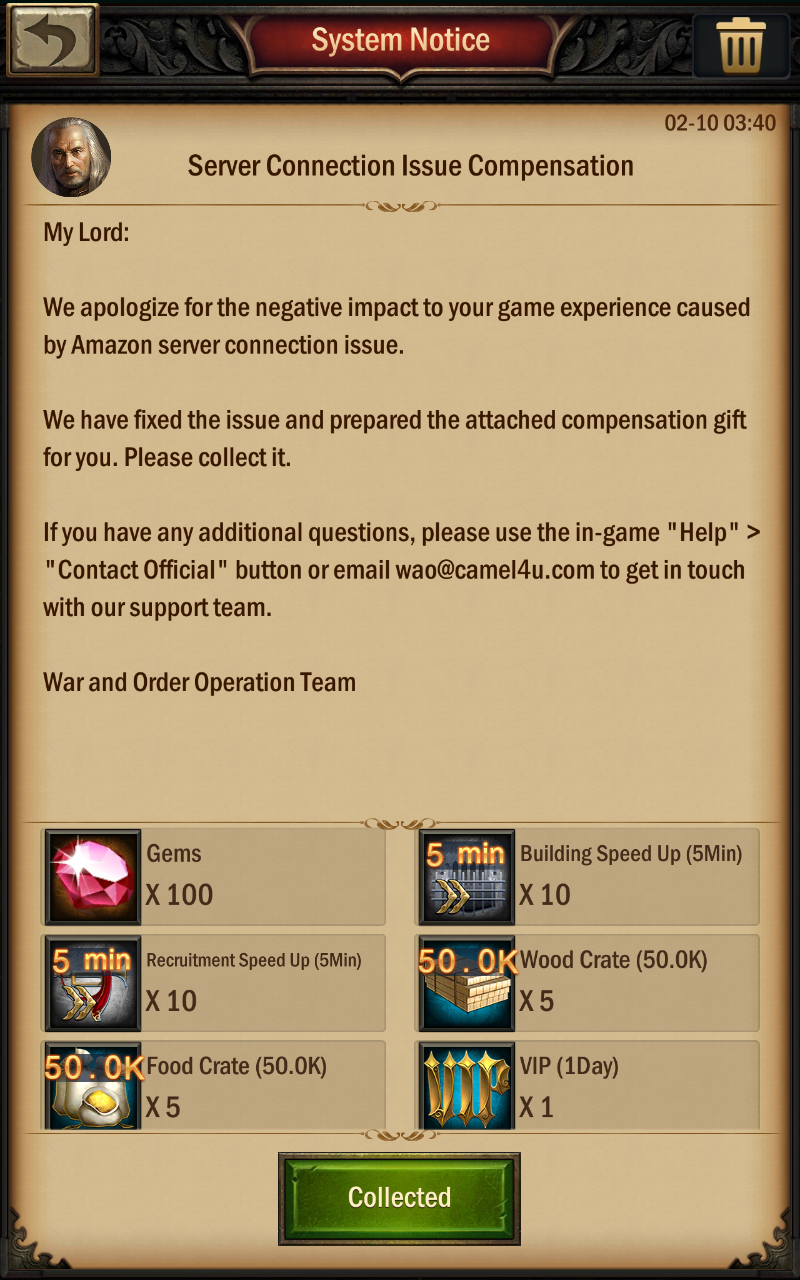 System Notice
02-10 03:40
Server Connection Issue Compensation
My Lord:
We apologize for the negative impact to your game experience caused
by Amazon server connection issue.
We have fixed the issue and prepared the attached compensation gift
for you. Please collect it.
If you have any additional questions, please use the in-game "Help" >
"Contact Official" button or email wao@camel4u.com to get in touch
with our support team.
War and Order Operation Team
Gems
X 100
5 min
Building Speed Up (5Min)
X 10
5 min
Recruitment Speed Up (5Min)
X 10
50.0K
Wood Crate (50.0K)
X 5
50.0K
Food Crate (50.0K)
X 5
VIP
VIP (1Day)
X 1
Collected